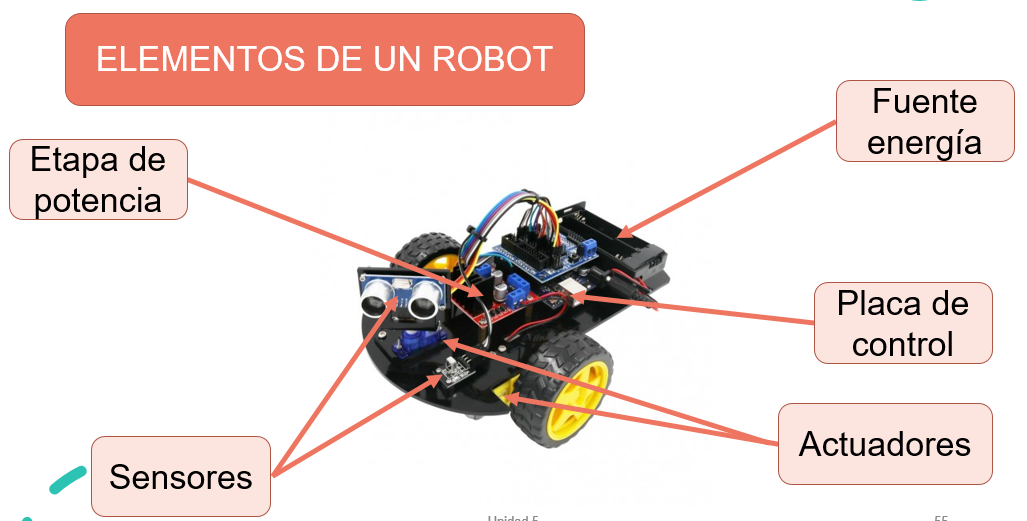 ELEMENTOS DE UN ROBOT
Fuente
energía
Etapa de
potencia
Placa de
control
Actuadores
Sensores
Unidad 5
55